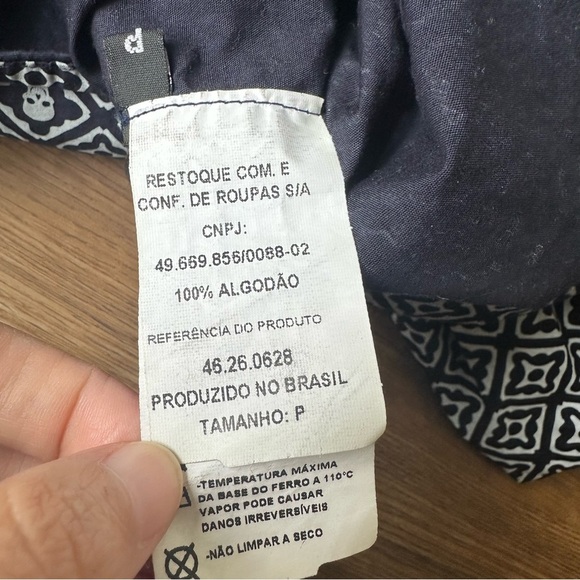 P
RESTOQUE COM. E
CONF. DE ROUPAS S/A
CNPJ:
49.669.856/0088-02
100% ALGODÃO
REFERÊNCIA DO PRODUTO
46.26.0628
PRODUZIDO NO BRASIL
TAMANHO: P
-TEMPERATURA MÁXIMA
DA BASE DO FERRO A 110°C
VAPOR PODE CAUSAR
DANOS IRREVERSÍVEIS
-NÃO LIMPAR A SECO